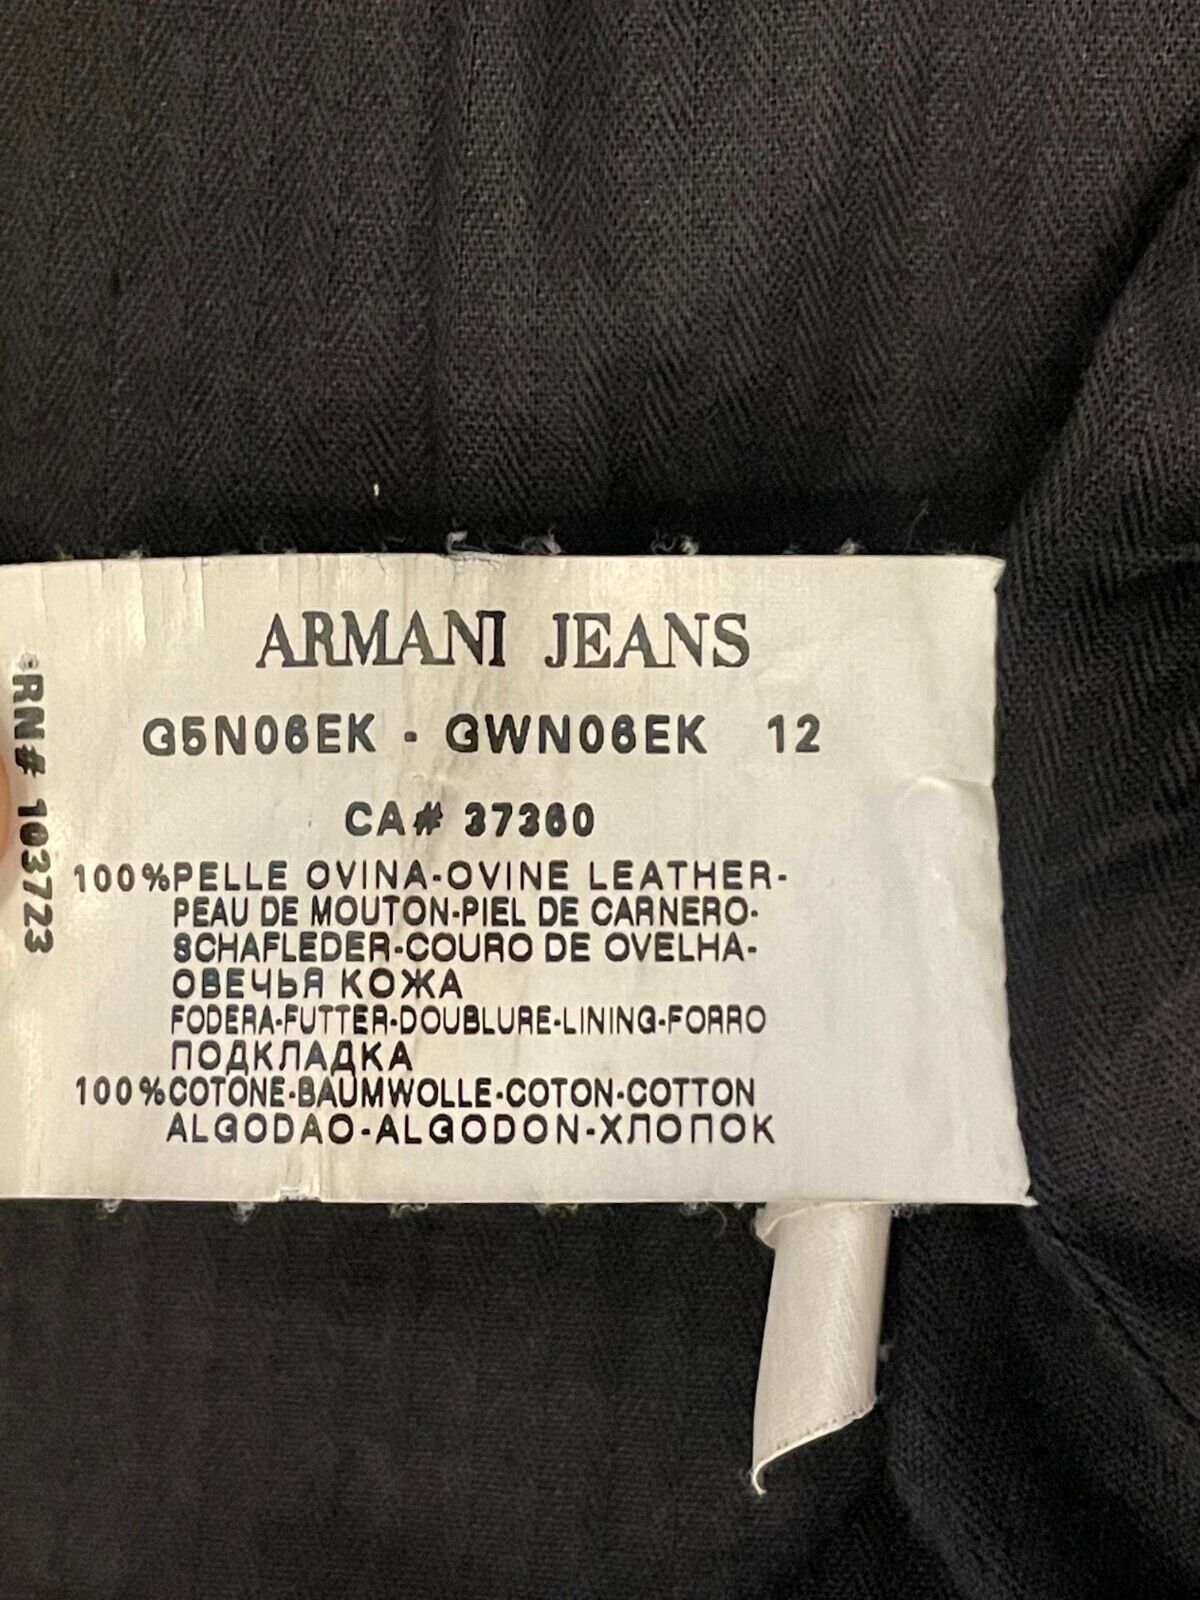 ARMANI JEANS
G5N06EK - GWN06EK 12
CA# 37360
100%PELLE OVINA-OVINE LEATHER-
PEAU DE MOUTON-PIEL DE CARNERO-
SCHAFLEDER-COURO DE OVELHA-
ОВЕЧЬЯ КОЖА
FODERA-FUTTER-DOUBLURE-LINING-FORRO
ПОДКЛАДКА
100%COTONE-BAUMWOLLE-COTON-COTTON
ALGODAO-ALGODON-ХЛОПОК
*RN# 103723